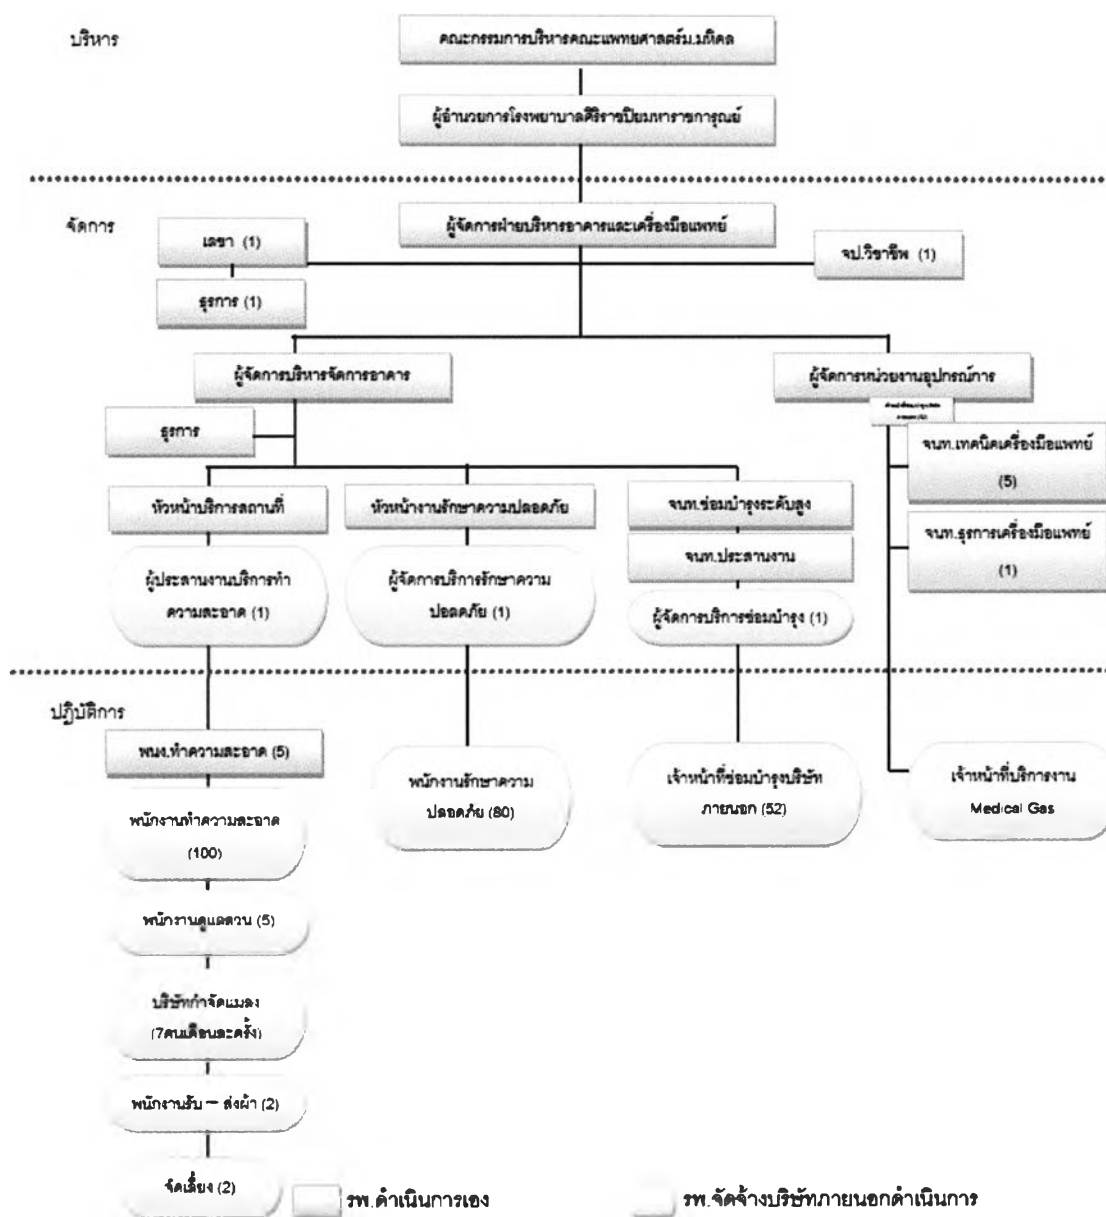 บริหาร
คณะกรรมการบริหารคณะแพทยศาสตร์ม.มหิดล
ผู้อำนวยการโรงพยาบาลศิริราชปิยมหาราชการุณย์
จัดการ
ผู้จัดการฝ่ายบริหารอาคารและเครื่องมือแพทย์
เลขา (1)
จป.วิชาชีพ (1)
ธุรการ (1)
ผู้จัดการบริหารจัดการอาคาร
ผู้จัดการหน่วยงานอุปกรณ์การ
ธุรการ
จนท.เทคนิคเครื่องมือแพทย์
(5)
หัวหน้าบริการสถานที่
หัวหน้างานรักษาความปลอดภัย
จนท.ซ่อมบำรุงระดับสูง
จนท.ธุรการเครื่องมือแพทย์
(1)
จนท.ประสานงาน
ผู้ประสานงานบริการทำ
ความสะอาด (1)
ผู้จัดการบริการรักษาความ
ปลอดภัย (1)
ผู้จัดการบริการซ่อมบำรุง (1)
ปฏิบัติการ
พนง.ทำความสะอาด (5)
พนักงานรักษาความ
ปลอดภัย (80)
เจ้าหน้าที่ซ่อมบำรุงบริษัท
ภายนอก (52)
เจ้าหน้าที่บริการงาน
Medical Gas
พนักงานทำความสะอาด
(100)
พนักงานดูแลสวน (5)
บริษัทกำจัดแมลง
(7คนเดือนละครั้ง)
พนักงานรับ – ส่งผ้า (2)
จัดเลี้ยง (2)
รพ.ดำเนินการเอง
รพ.จัดจ้างบริษัทภายนอกดำเนินการ